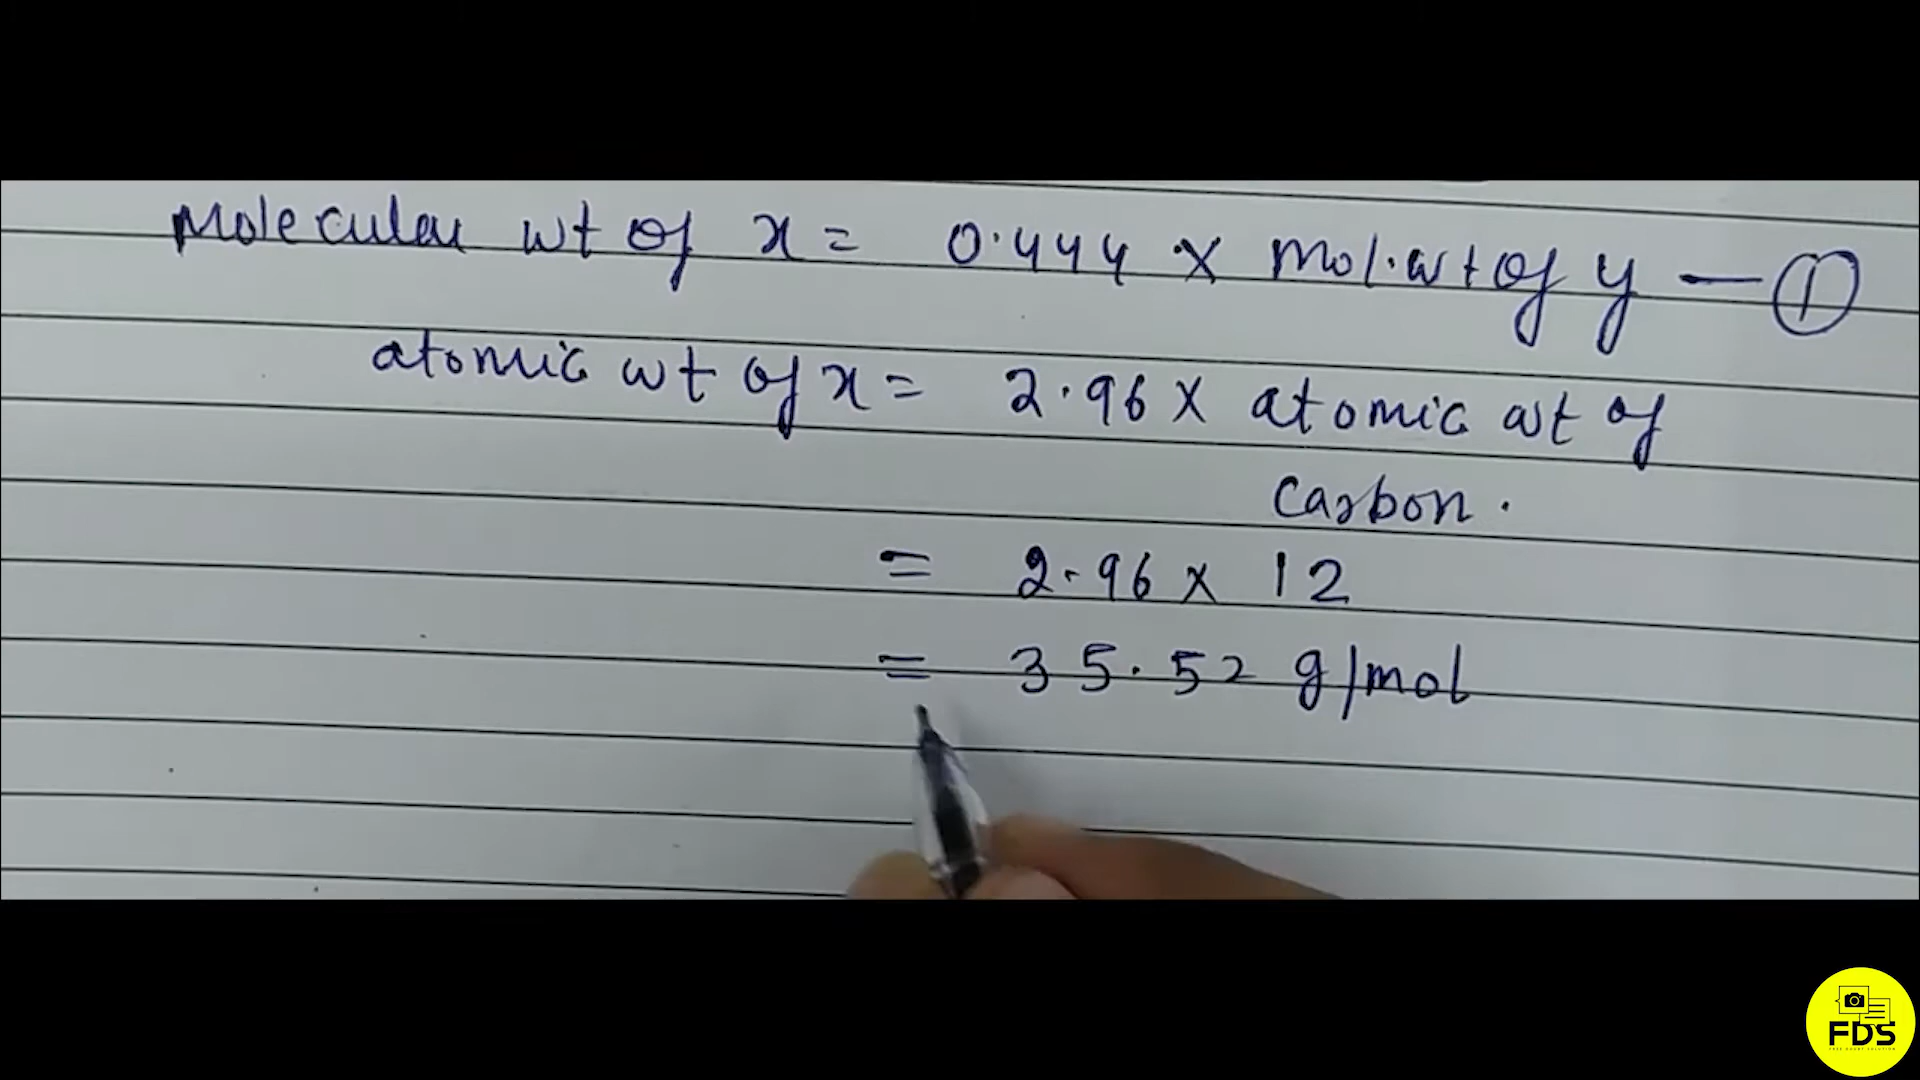 Molecular wt of x = 0.444 × mol. wt of y — ①
atomic wt of x = 2.96 × atomic wt of
carbon.
= 2.96 × 12
= 35.52 g/mol
FDS